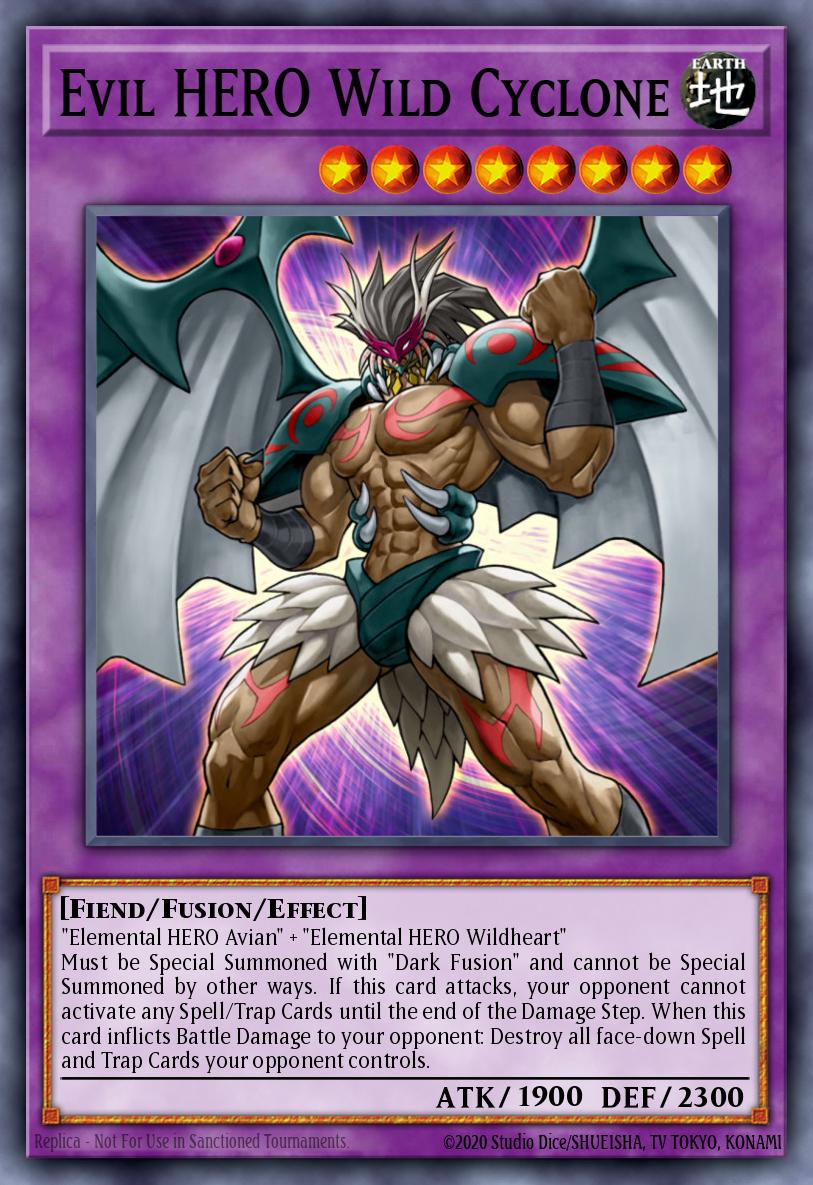 Evil HERO Wild Cyclone
EARTH
地
[Fiend/Fusion/Effect]
"Elemental HERO Avian" + "Elemental HERO Wildheart"
Must be Special Summoned with "Dark Fusion" and cannot be Special
Summoned by other ways. If this card attacks, your opponent cannot
activate any Spell/Trap Cards until the end of the Damage Step. When this
card inflicts Battle Damage to your opponent: Destroy all face-down Spell
and Trap Cards your opponent controls.
ATK/1900 DEF/2300
Replica - Not For Use in Sanctioned Tournaments.
©2020 Studio Dice/SHUEISHA, TV TOKYO, KONAMI